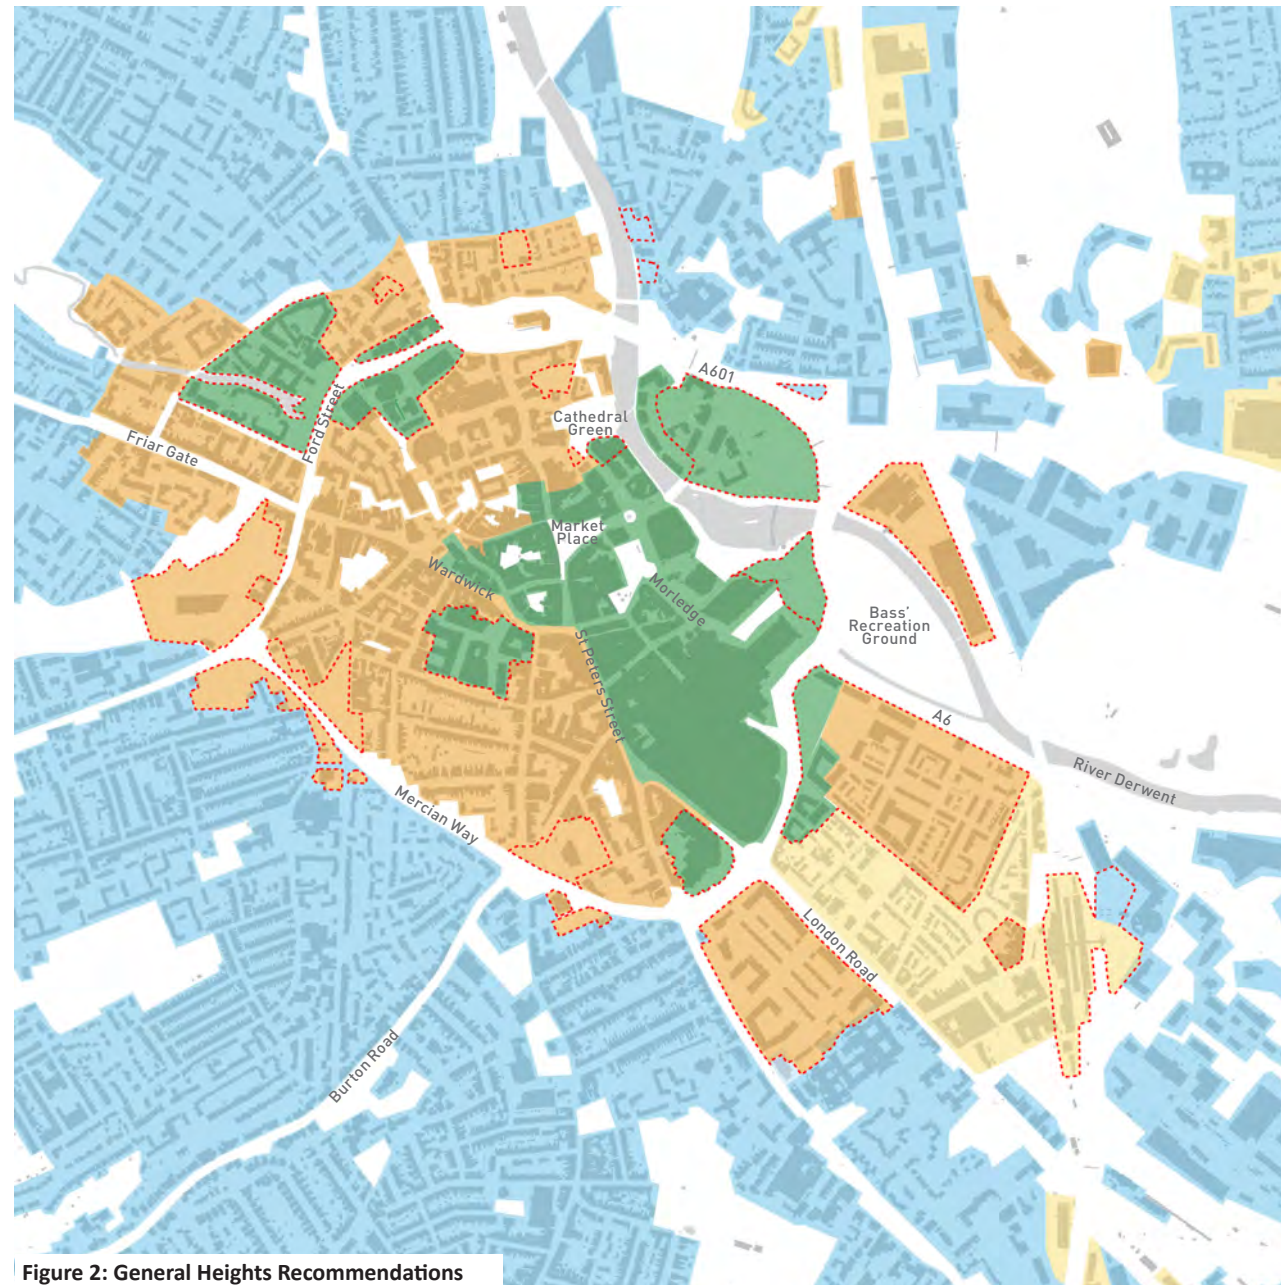 A601
Cathedral
Green
Ford Street
Friar Gate
Market
Place
Wardwick
Morledge
Bass'
Recreation
Ground
St Peters Street
A6
River Derwent
Mercian Way
London Road
Burton Road
Figure 2: General Heights Recommendations